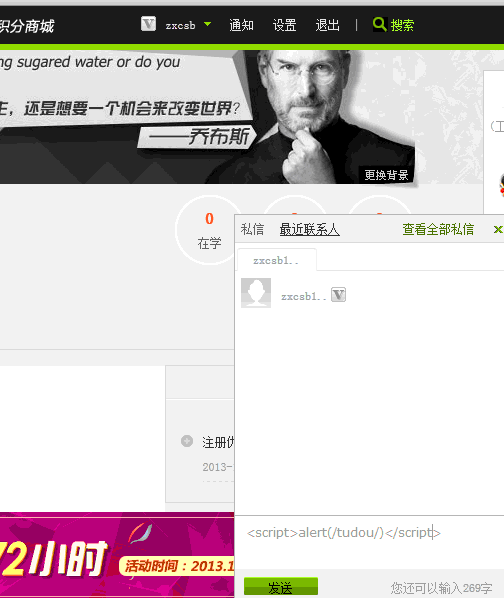 积分商城 zxcsb 通知 设置 退出 | 搜索
ng sugared water or do you
主，还是想要一个机会来改变世界?
——乔布斯
更换背景
0
在学
私信 最近联系人 查看全部私信
zxcsb1..
zxcsb1..
注册优
2013-
<script>alert(/tudou/)</script>
72小时
活动时间：2013.1
发送 您还可以输入269字